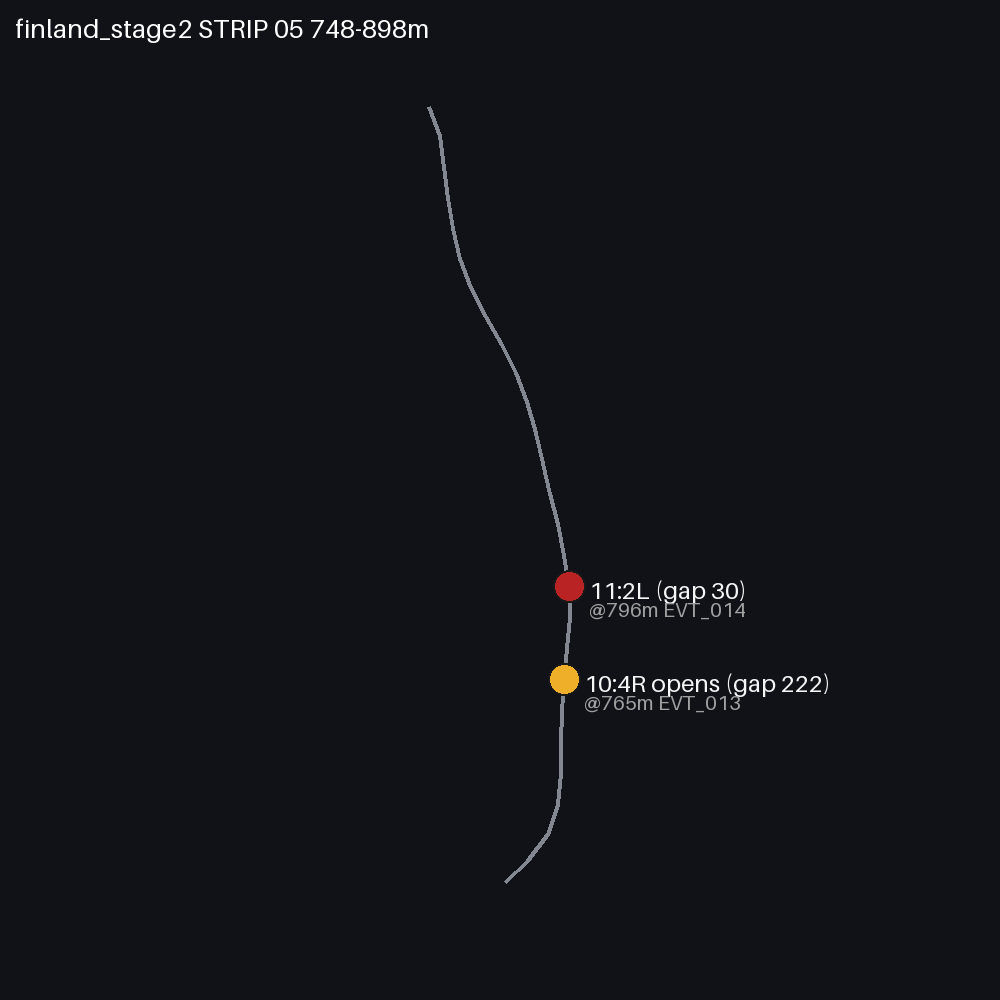 finland_stage2 STRIP 05 748-898m
11:2L (gap 30)
@796m EVT_014
10:4R opens (gap 222)
@765m EVT_013